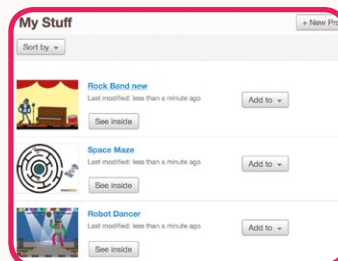 My Stuff
+ New Pro
Sort by
Rock Band new
Last modified: less than a minute ago
Add to
See inside
Space Maze
Last modified: less than a minute ago
Add to
See inside
Robot Dancer
Last modified: less than a minute ago
Add to
See inside